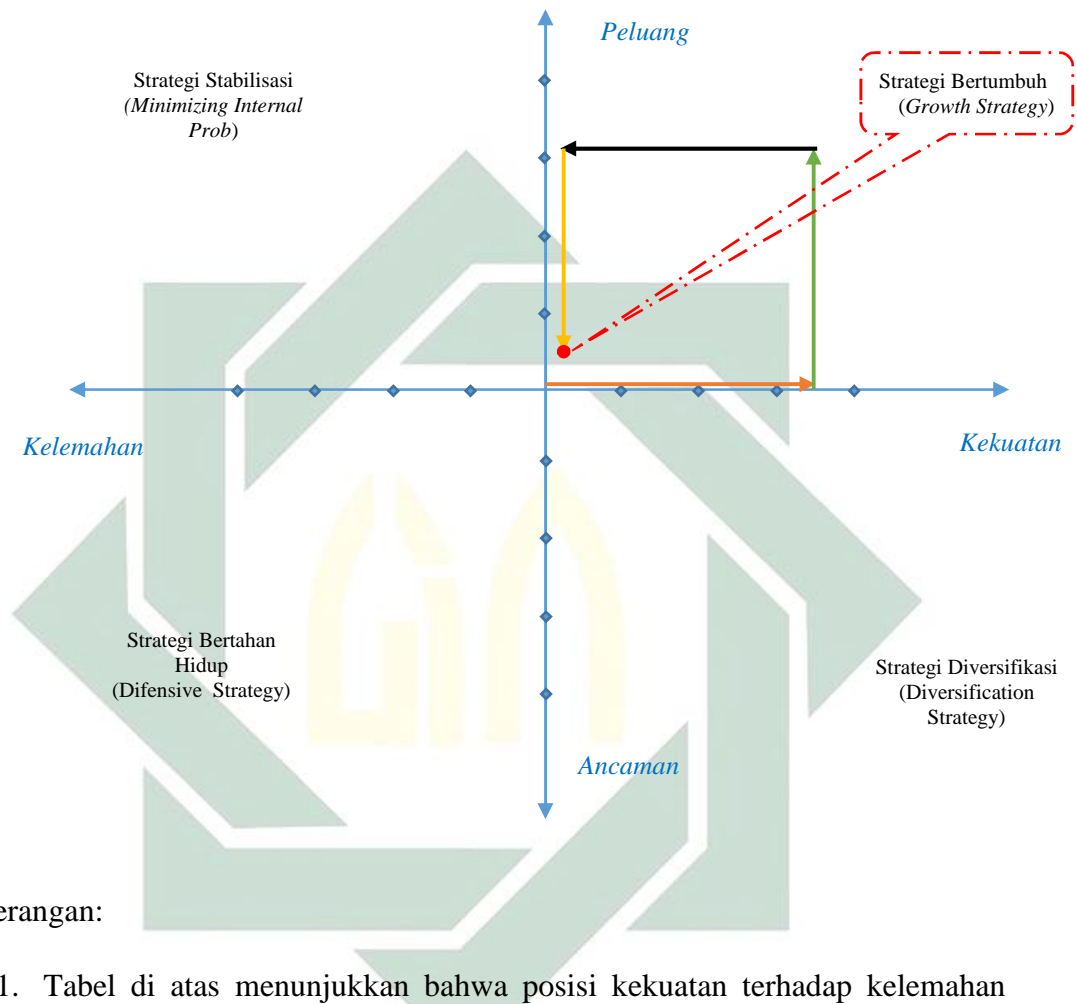 Peluang
Strategi Stabilisasi
(Minimizing Internal
Prob)
Strategi Bertumbuh
(Growth Strategy)
Kelemahan
Kekuatan
Strategi Bertahan
Hidup
(Difensive Strategy)
Strategi Diversifikasi
(Diversification
Strategy)
Ancaman
erangan:
1. Tabel di atas menunjukkan bahwa posisi kekuatan terhadap kelemahan